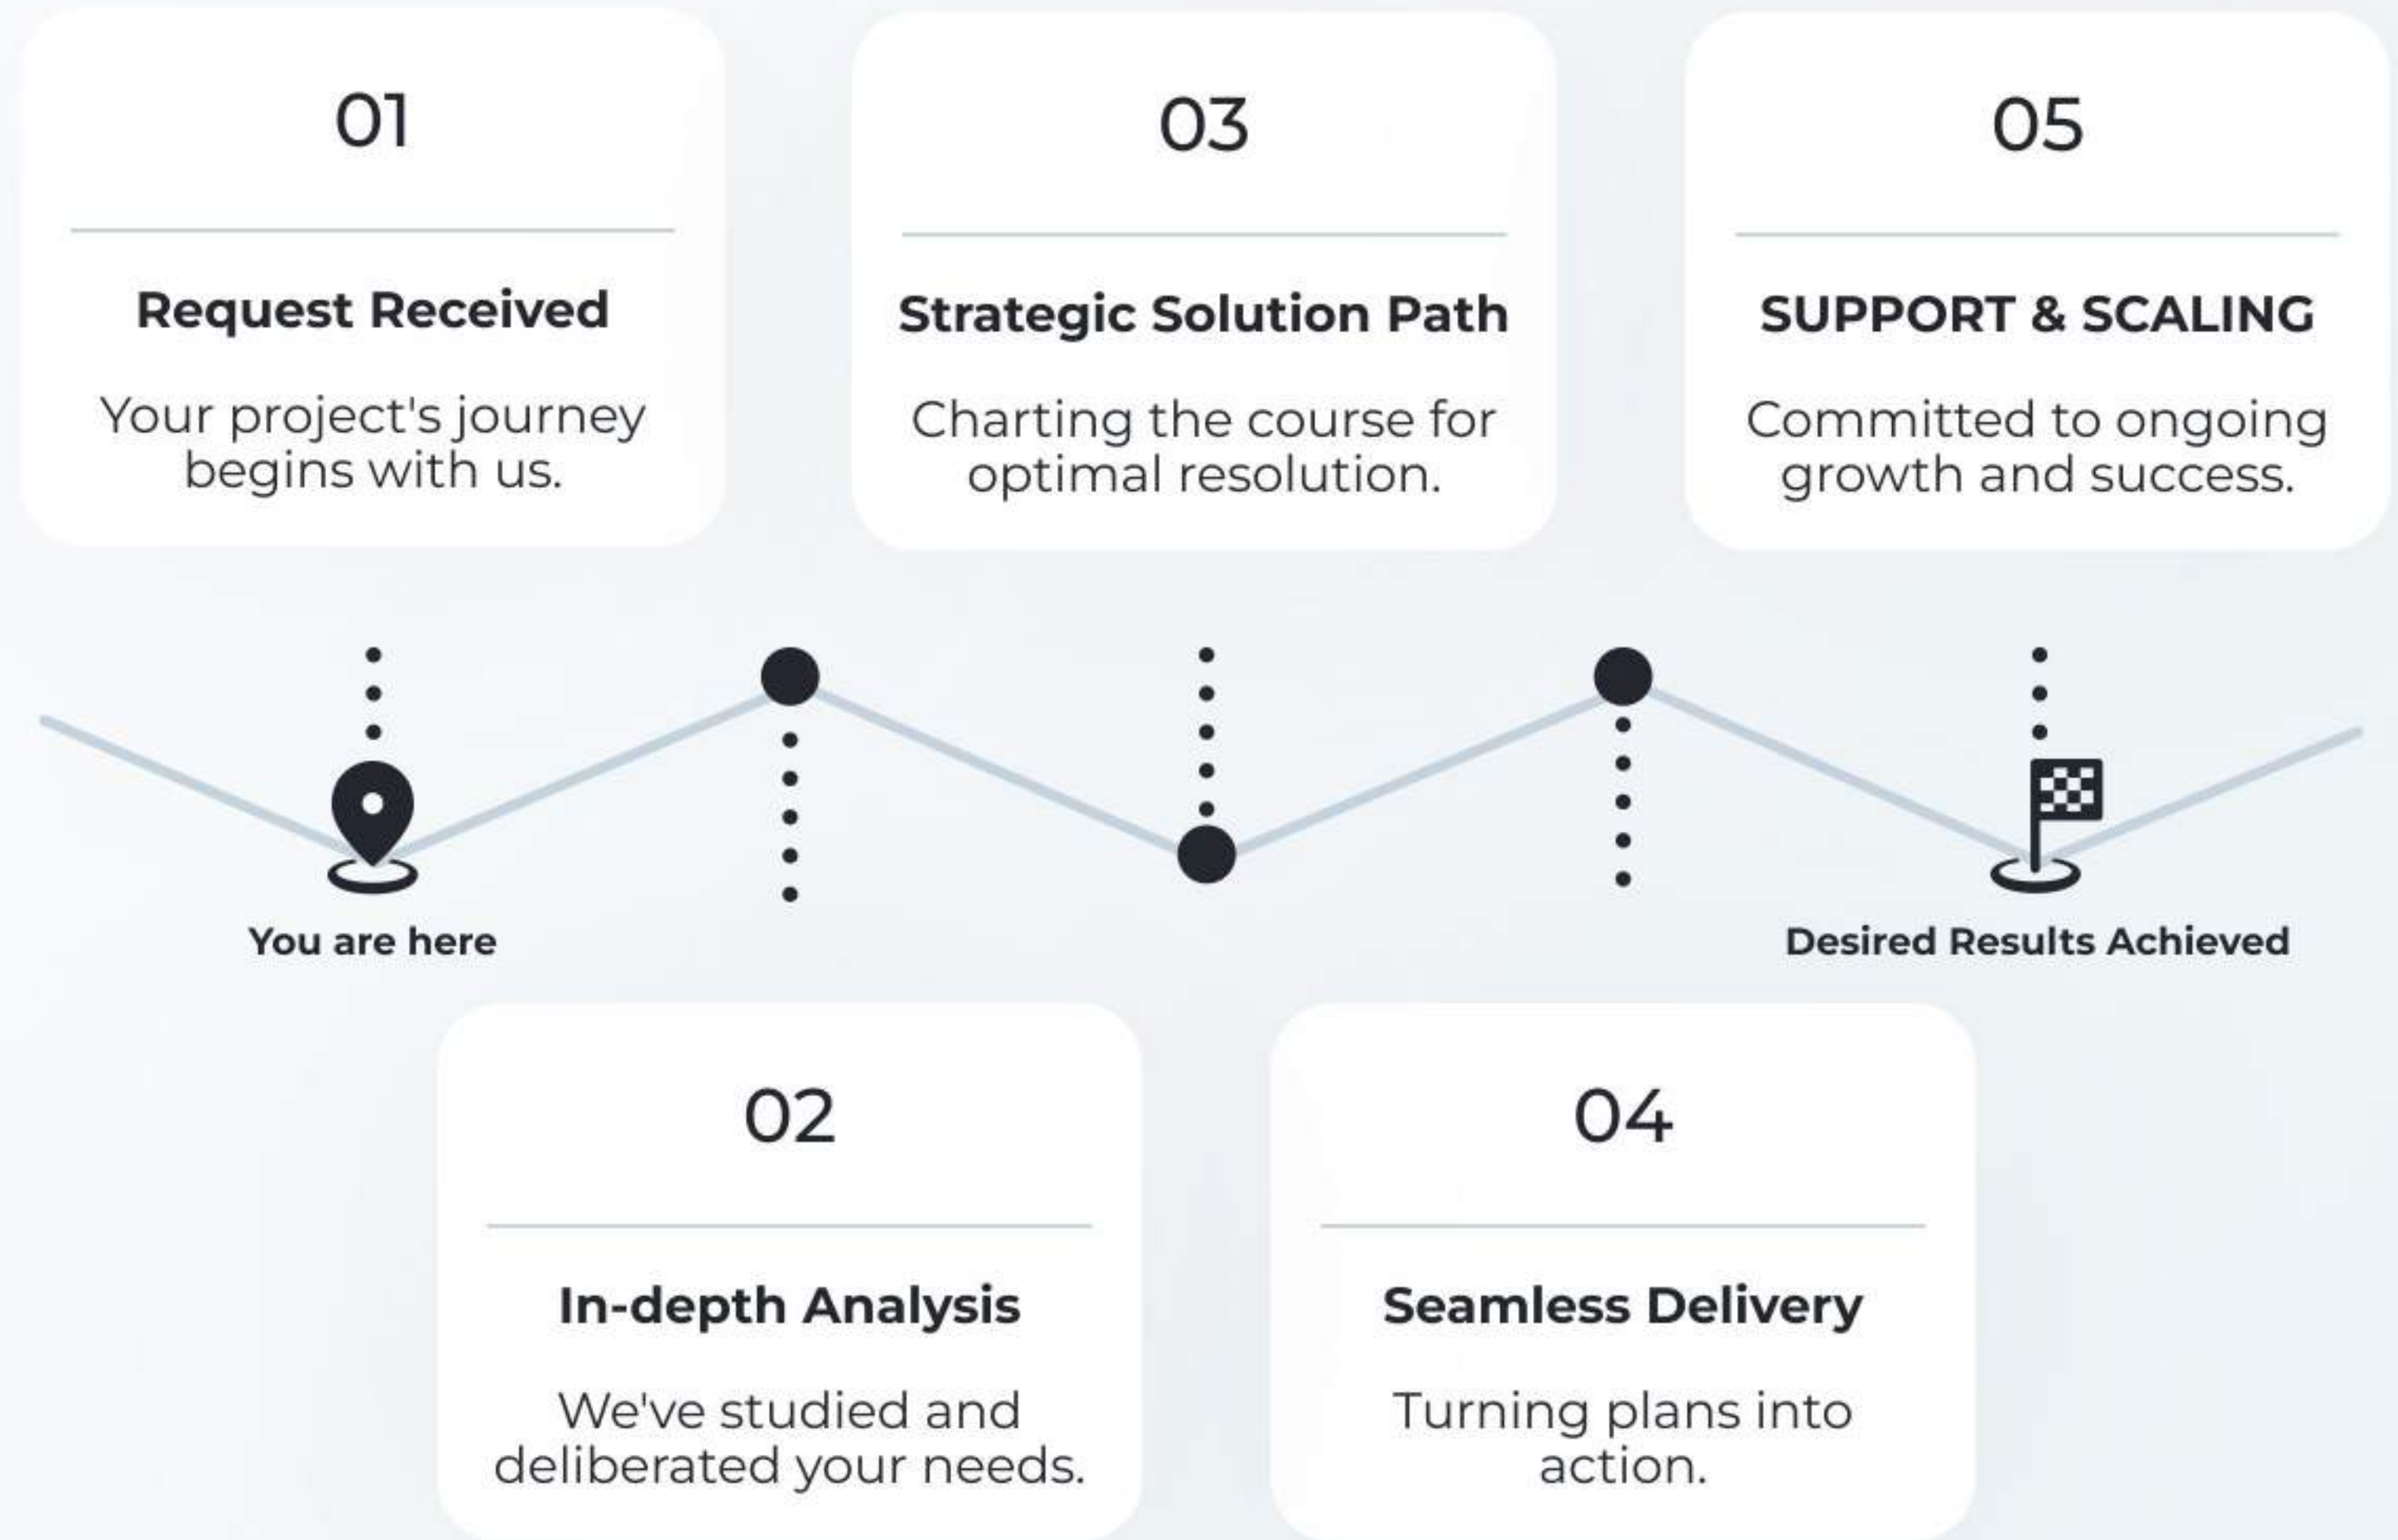 01
Request Received
Your project's journey
begins with us.
03
Strategic Solution Path
Charting the course for
optimal resolution.
05
SUPPORT & SCALING
Committed to ongoing
growth and success.
You are here
Desired Results Achieved
02
In-depth Analysis
We've studied and
deliberated your needs.
04
Seamless Delivery
Turning plans into
action.